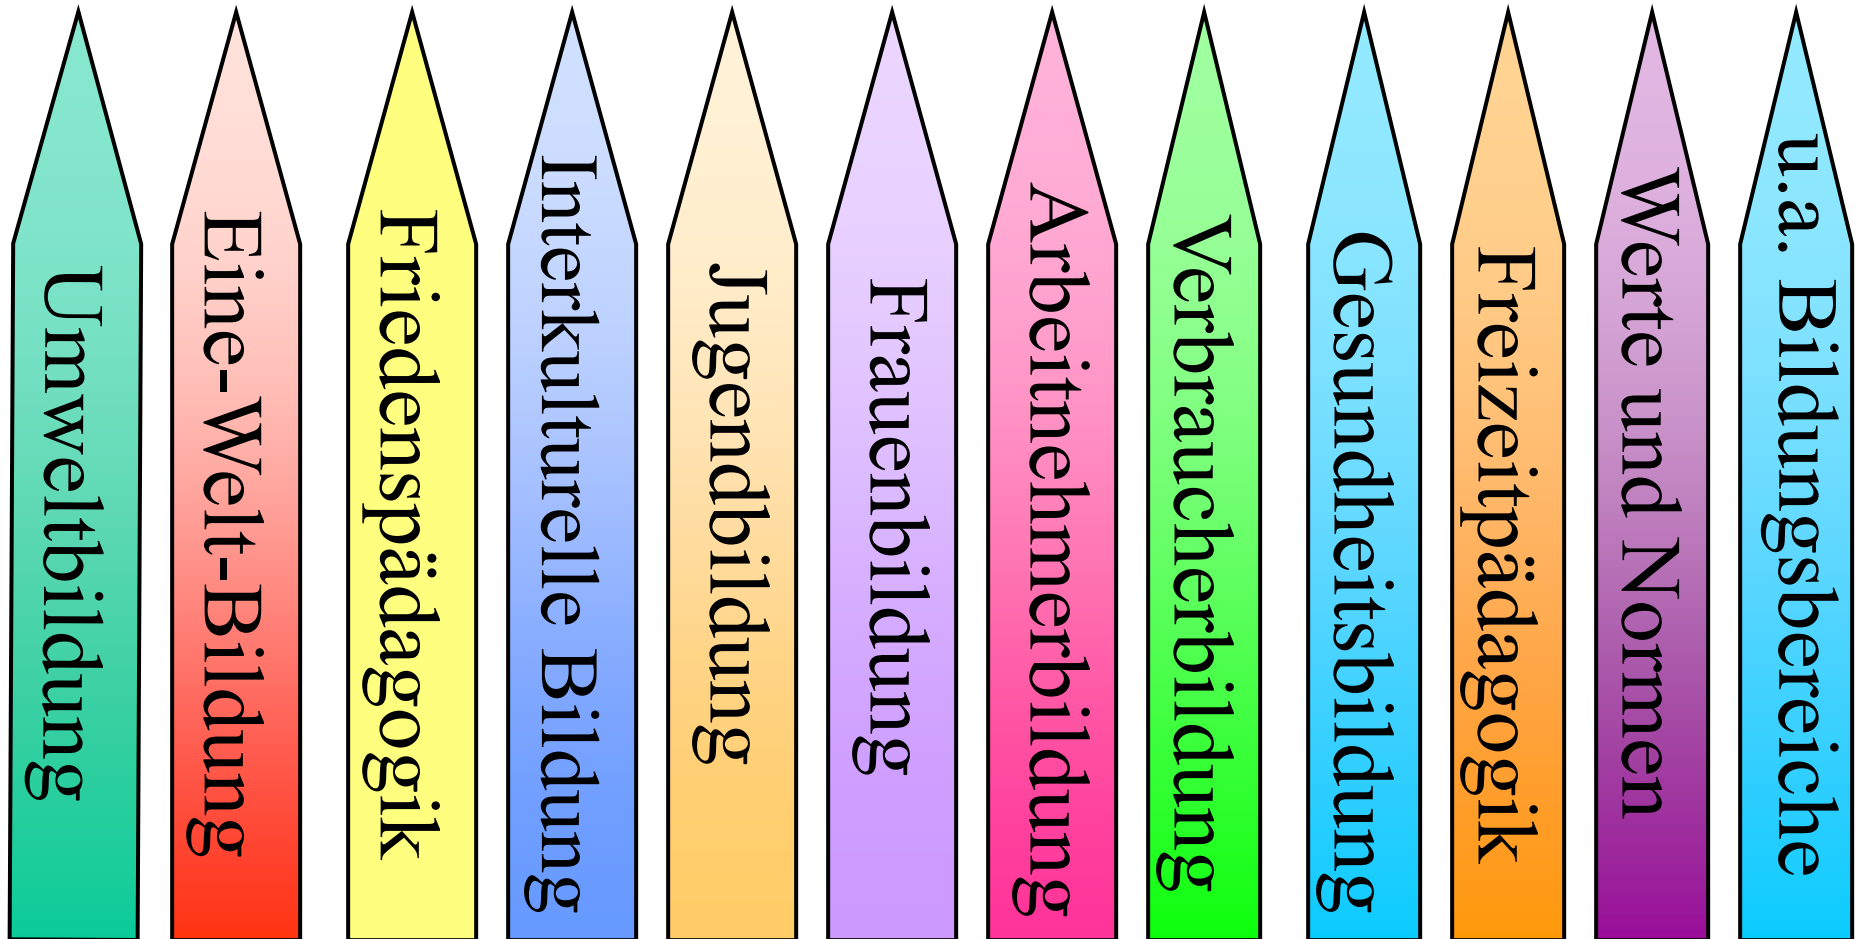 Umweltbildung
Eine-Welt-Bildung
Friedenspädagogik
Interkulturelle Bildung
Jugendbildung
Frauenbildung
Arbeitnehmerbildung
Verbraucherbildung
Gesundheitsbildung
Freizeitpädagogik
Werte und Normen
u.a. Bildungsbereiche